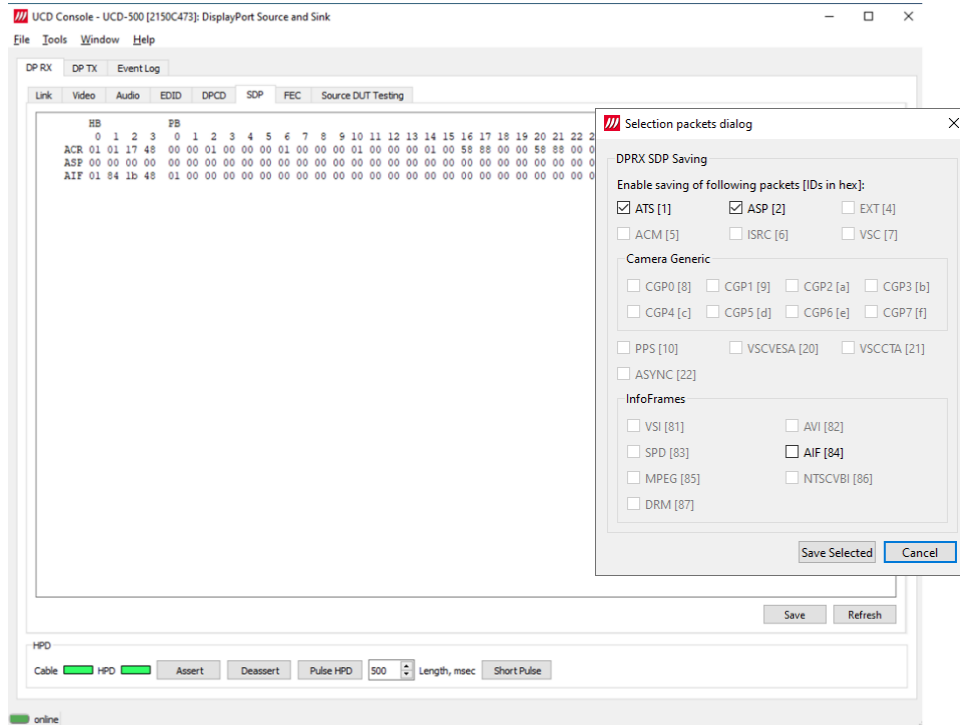 UCD Console - UCD-500 [2150C473]: DisplayPort Source and Sink
File Tools Window Help
DP RX DP TX Event Log
Link Video Audio EDID DPCD SDP FEC Source DUT Testing
HB PB
0 1 2 3 0 1 2 3 4 5 6 7 8 9 10 11 12 13 14 15 16 17 18 19 20 21 22 2
ACR 01 01 17 48 00 00 01 00 00 00 01 00 00 00 01 00 00 00 01 00 58 88 00 00 58 88 00 0
ASP 00 00 00 00 00 00 00 00 00 00 00 00 00 00 00 00 00 00 00 00 00 00 00 00 00 00 00 0
AIF 01 84 1b 48 01 00 00 00 00 00 00 00 00 00 00 00 00 00 00 00 00 00 00 00 00 00 00 0
Selection packets dialog
DPRX SDP Saving
Enable saving of following packets [IDs in hex]:
ATS [1] ASP [2] EXT [4]
ACM [5] ISRC [6] VSC [7]
Camera Generic
CGP0 [8] CGP1 [9] CGP2 [a] CGP3 [b]
CGP4 [c] CGP5 [d] CGP6 [e] CGP7 [f]
PPS [10] VSCVESA [20] VSCCTA [21]
ASYNC [22]
InfoFrames
VSI [81] AVI [82]
SPD [83] AIF [84]
MPEG [85] NTSCVBI [86]
DRM [87]
Save Selected Cancel
Save Refresh
HPD
Cable HPD Assert Deassert Pulse HPD 500 Length, msec Short Pulse
online